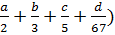 a/2 + b/3 + c/5 + d/67)